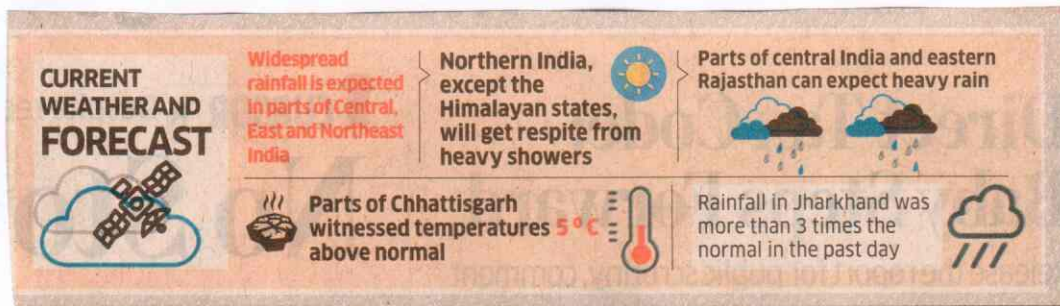 CURRENT
WEATHER AND
FORECAST
Widespread
rainfall is expected
in parts of Central,
East and Northeast
India
Northern India,
except the
Himalayan states,
will get respite from
heavy showers
Parts of central India and eastern
Rajasthan can expect heavy rain
Parts of Chhattisgarh
witnessed temperatures 5°C
above normal
Rainfall in Jharkhand was
more than 3 times the
normal in the past day